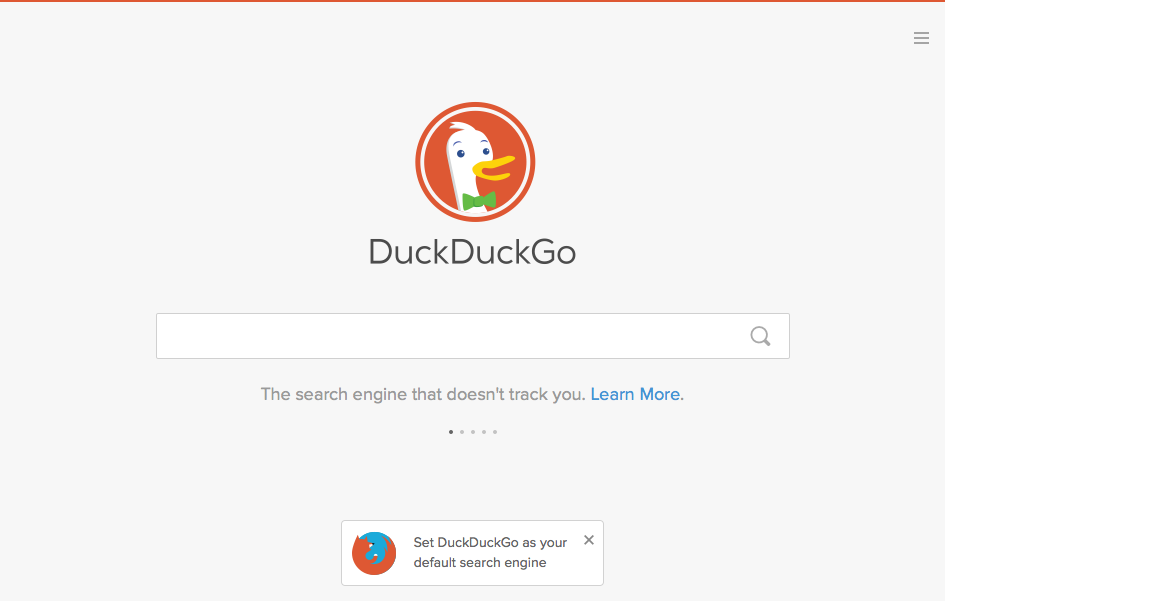 DuckDuckGo
The search engine that doesn't track you. Learn More.
Set DuckDuckGo as your
default search engine